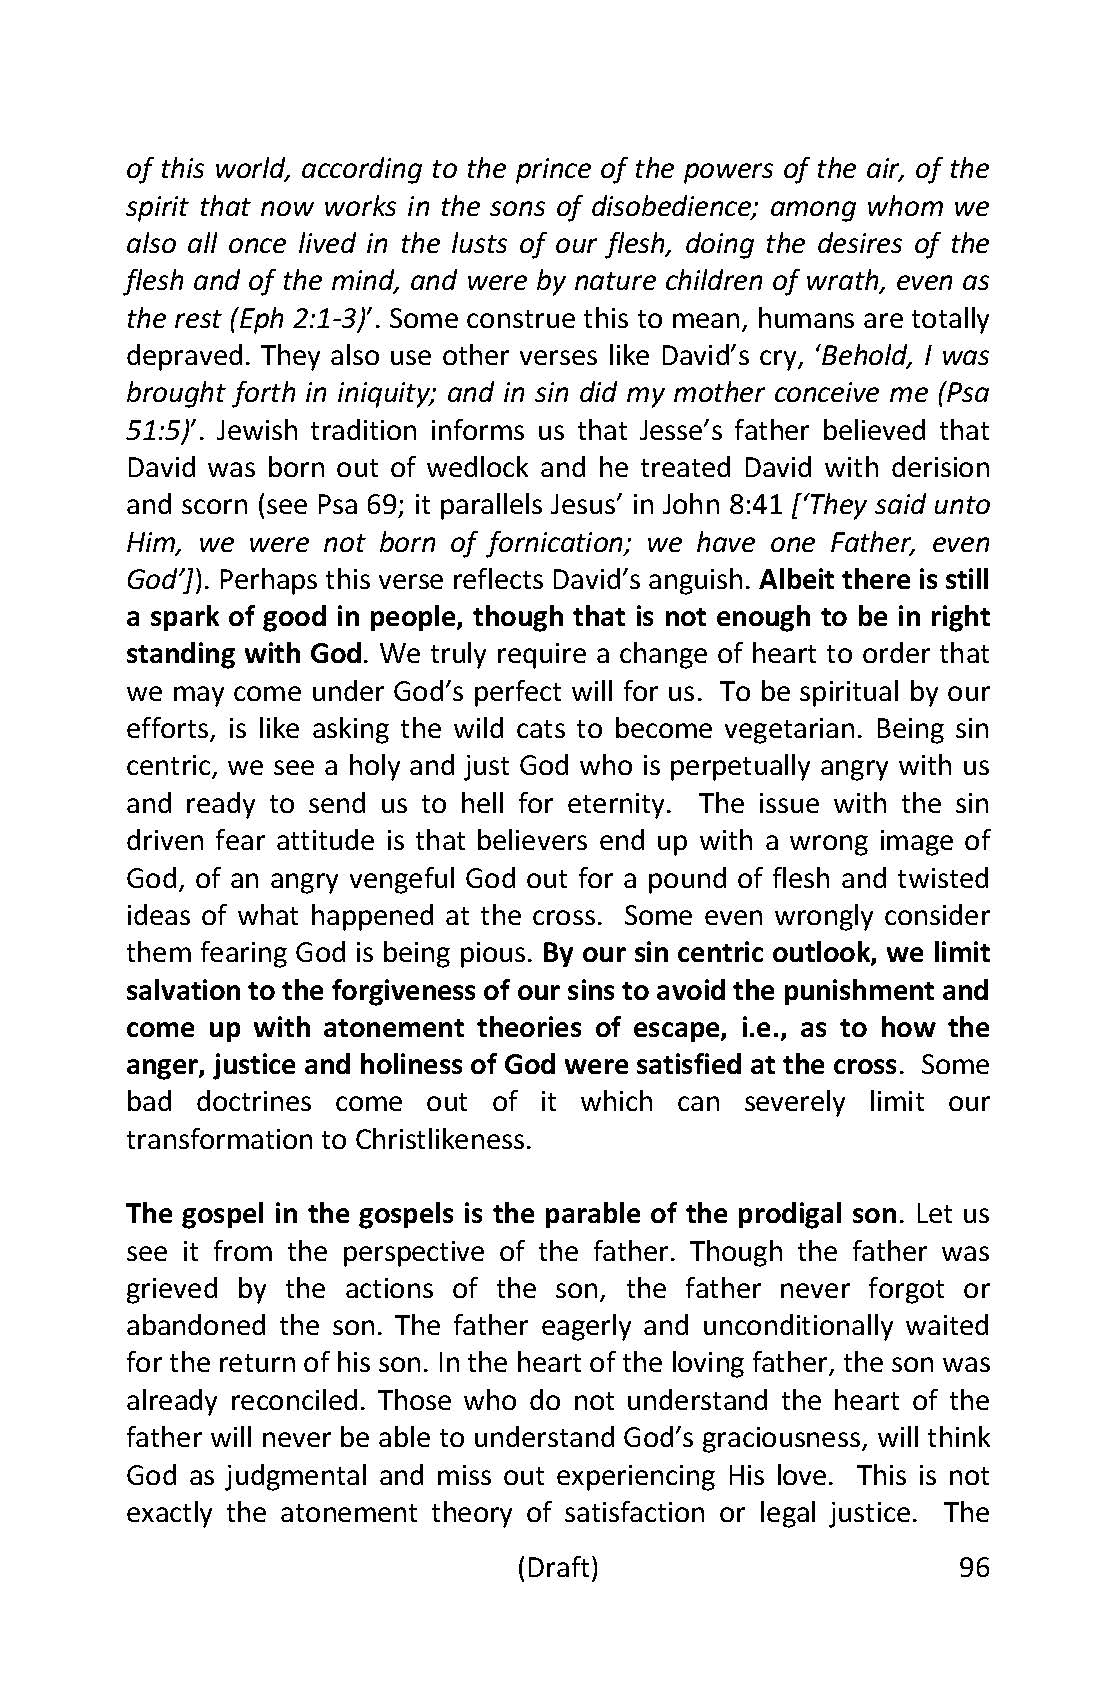 of this world, according to the prince of the powers of the air, of the
spirit that now works in the sons of disobedience; among whom we
also all once lived in the lusts of our flesh, doing the desires of the
flesh and of the mind, and were by nature children of wrath, even as
the rest (Eph 2:1-3)’. Some construe this to mean, humans are totally
depraved. They also use other verses like David’s cry, ‘Behold, I was
brought forth in iniquity; and in sin did my mother conceive me (Psa
51:5)’. Jewish tradition informs us that Jesse’s father believed that
David was born out of wedlock and he treated David with derision
and scorn (see Psa 69; it parallels Jesus’ in John 8:41 [‘They said unto
Him, we were not born of fornication; we have one Father, even
God’]). Perhaps this verse reflects David’s anguish. Albeit there is still
a spark of good in people, though that is not enough to be in right
standing with God. We truly require a change of heart to order that
we may come under God’s perfect will for us. To be spiritual by our
efforts, is like asking the wild cats to become vegetarian. Being sin
centric, we see a holy and just God who is perpetually angry with us
and ready to send us to hell for eternity. The issue with the sin
driven fear attitude is that believers end up with a wrong image of
God, of an angry vengeful God out for a pound of flesh and twisted
ideas of what happened at the cross. Some even wrongly consider
them fearing God is being pious. By our sin centric outlook, we limit
salvation to the forgiveness of our sins to avoid the punishment and
come up with atonement theories of escape, i.e., as to how the
anger, justice and holiness of God were satisfied at the cross. Some
bad doctrines come out of it which can severely limit our
transformation to Christlikeness.
The gospel in the gospels is the parable of the prodigal son. Let us
see it from the perspective of the father. Though the father was
grieved by the actions of the son, the father never forgot or
abandoned the son. The father eagerly and unconditionally waited
for the return of his son. In the heart of the loving father, the son was
already reconciled. Those who do not understand the heart of the
father will never be able to understand God’s graciousness, will think
God as judgmental and miss out experiencing His love. This is not
exactly the atonement theory of satisfaction or legal justice. The
(Draft) 96